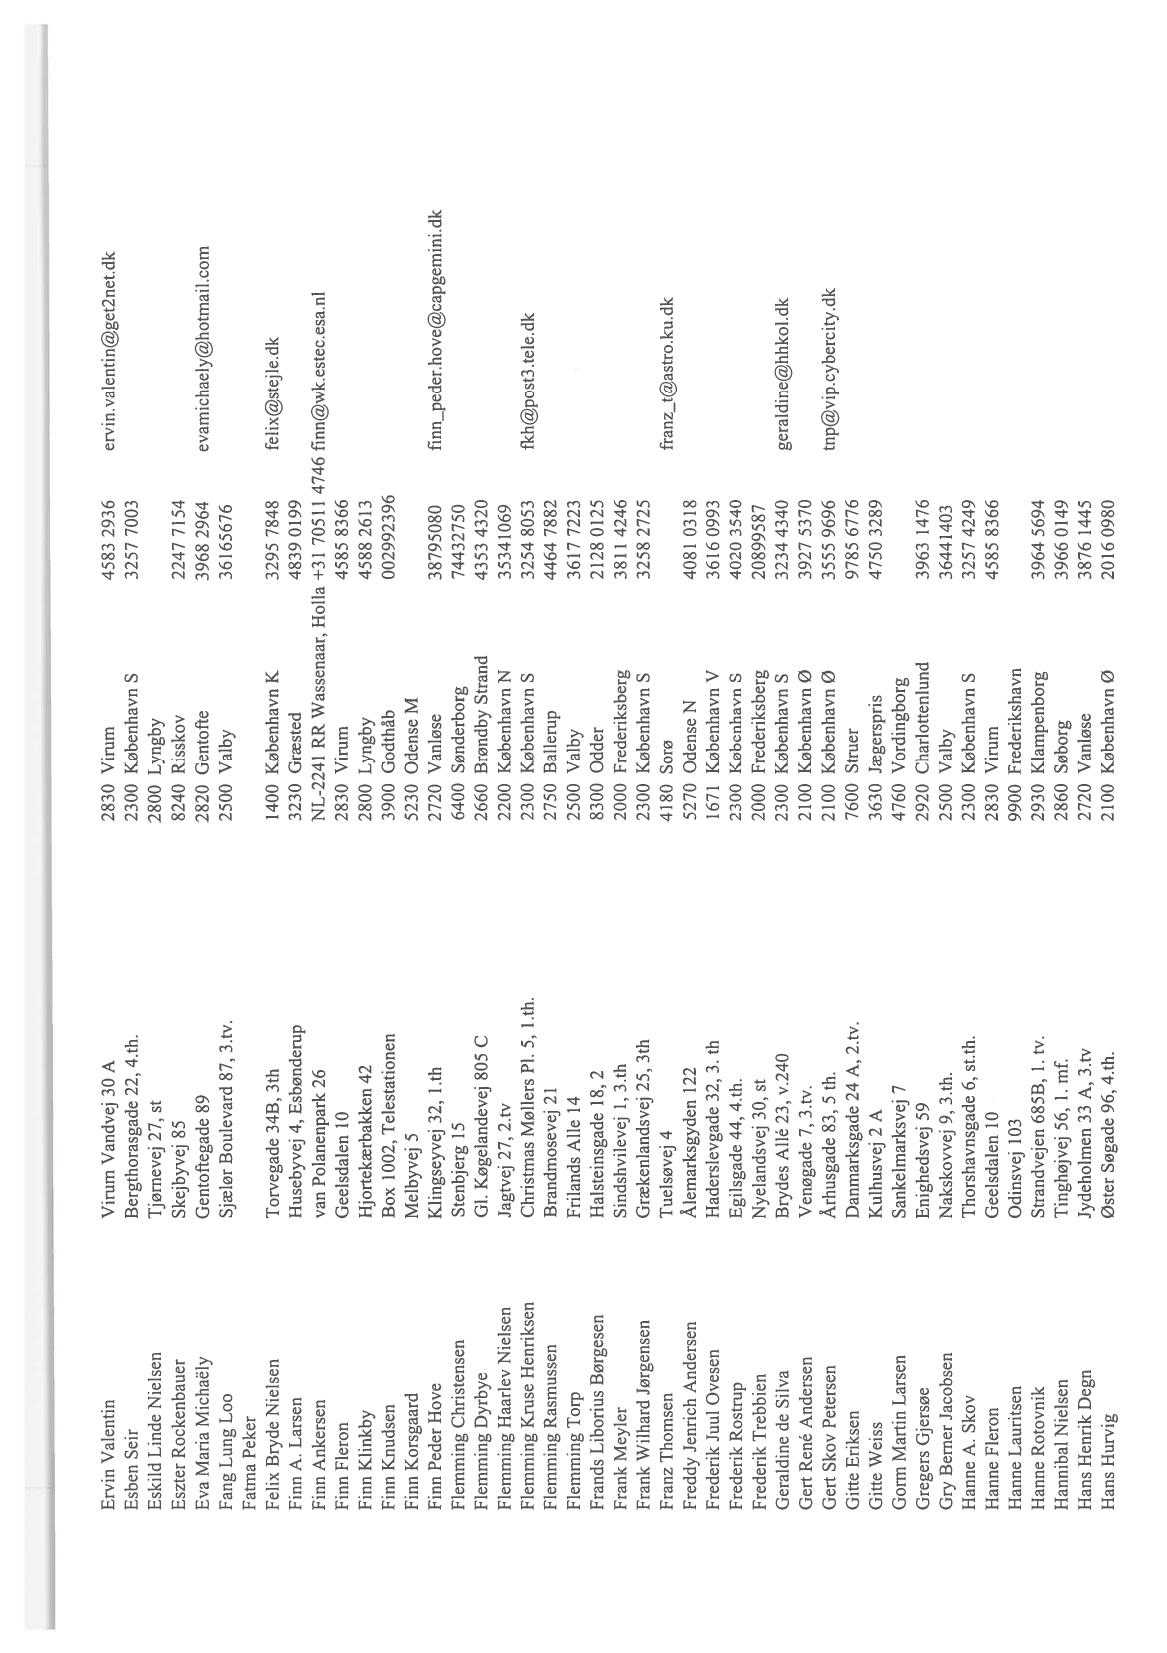 Ervin Valentin Virum Vandvej 30 A 2830 Virum 4583 2936 ervin.valentin@get2net.dk
Esben Seir Bergthorasgade 22, 4.th. 2300 København S 3257 7003
Eskild Linde Nielsen Tjørnevej 27, st 2800 Lyngby
Eszter Rockenbauer Skejbyvej 85 8240 Risskov 2247 7154
Eva Maria Michaëly Gentoftegade 89 2820 Gentofte 3968 2964 evamichaely@hotmail.com
Fang Lung Loo Sjælør Boulevard 87, 3.tv. 2500 Valby 36165676
Fatma Peker
Felix Bryde Nielsen Torvegade 34B, 3th 1400 København K 3295 7848 felix@stejle.dk
Finn A. Larsen Husebyvej 4, Esbønderup 3230 Græsted 4839 0199
Finn Ankersen van Polanenpark 26 NL-2241 RR Wassenaar, Holla +31 70511 4746 finn@wk.estec.esa.nl
Finn Fleron Geelsdalen 10 2830 Virum 4585 8366
Finn Klinkby Hjortekærbakken 42 2800 Lyngby 4588 2613
Finn Knudsen Box 1002, Telestationen 3900 Godthåb 002992396
Finn Korsgaard Melbyvej 5 5230 Odense M
Finn Peder Hove Klingseyvej 32, 1.th 2720 Vanløse 38795080 finn_peder.hove@capgemini.dk
Flemming Christensen Stenbjerg 15 6400 Sønderborg 74432750
Flemming Dyrbye Gl. Køgelandevej 805 C 2660 Brøndby Strand 4353 4320
Flemming Haarlev Nielsen Jagtvej 27, 2.tv 2200 København N 35341069
Flemming Kruse Henriksen Christmas Møllers Pl. 5, 1.th. 2300 København S 3254 8053 fkh@post3.tele.dk
Flemming Rasmussen Brandmosevej 21 2750 Ballerup 4464 7882
Flemming Torp Frilands Alle 14 2500 Valby 3617 7223
Frands Liborius Børgesen Halsteinsgade 18, 2 8300 Odder 2128 0125
Frank Meyler Sindshvilevej 1, 3.th 2000 Frederiksberg 3811 4246
Frank Wilhard Jørgensen Grækenlandsvej 25, 3th 2300 København S 3258 2725
Franz Thomsen Tuelsøvej 4 4180 Sorø franz_t@astro.ku.dk
Freddy Jenrich Andersen Ålemarksgyden 122 5270 Odense N 4081 0318
Frederik Juul Ovesen Haderslevgade 32, 3. th 1671 København V 3616 0993
Frederik Rostrup Egilsgade 44, 4.th. 2300 København S 4020 3540
Frederik Trebbien Nyelandsvej 30, st 2000 Frederiksberg 20899587
Geraldine de Silva Brydes Allé 23, v.240 2300 København S 3234 4340 geraldine@hhkol.dk
Gert René Andersen Venøgade 7, 3.tv. 2100 København Ø 3927 5370
Gert Skov Petersen Århusgade 83, 5 th. 2100 København Ø 3555 9696 tnp@vip.cybercity.dk
Gitte Eriksen Danmarksgade 24 A, 2.tv. 7600 Struer 9785 6776
Gitte Weiss Kulhusvej 2 A 3630 Jægerspris 4750 3289
Gorm Martin Larsen Sankelmarksvej 7 4760 Vordingborg
Gregers Gjersøe Enighedsvej 59 2920 Charlottenlund 3963 1476
Gry Berner Jacobsen Nakskovvej 9, 3.th. 2500 Valby 36441403
Hanne A. Skov Thorshavnsgade 6, st.th. 2300 København S 3257 4249
Hanne Fleron Geelsdalen 10 2830 Virum 4585 8366
Hanne Lauritsen Odinsvej 103 9900 Frederikshavn
Hanne Rotovnik Strandvejen 685B, 1. tv. 2930 Klampenborg 3964 5694
Hannibal Nielsen Tinghøjvej 56, 1. mf. 2860 Søborg 3966 0149
Hans Henrik Degn Jydeholmen 33 A, 3.tv 2720 Vanløse 3876 1445
Hans Hurvig Øster Søgade 96, 4.th. 2100 København Ø 2016 0980